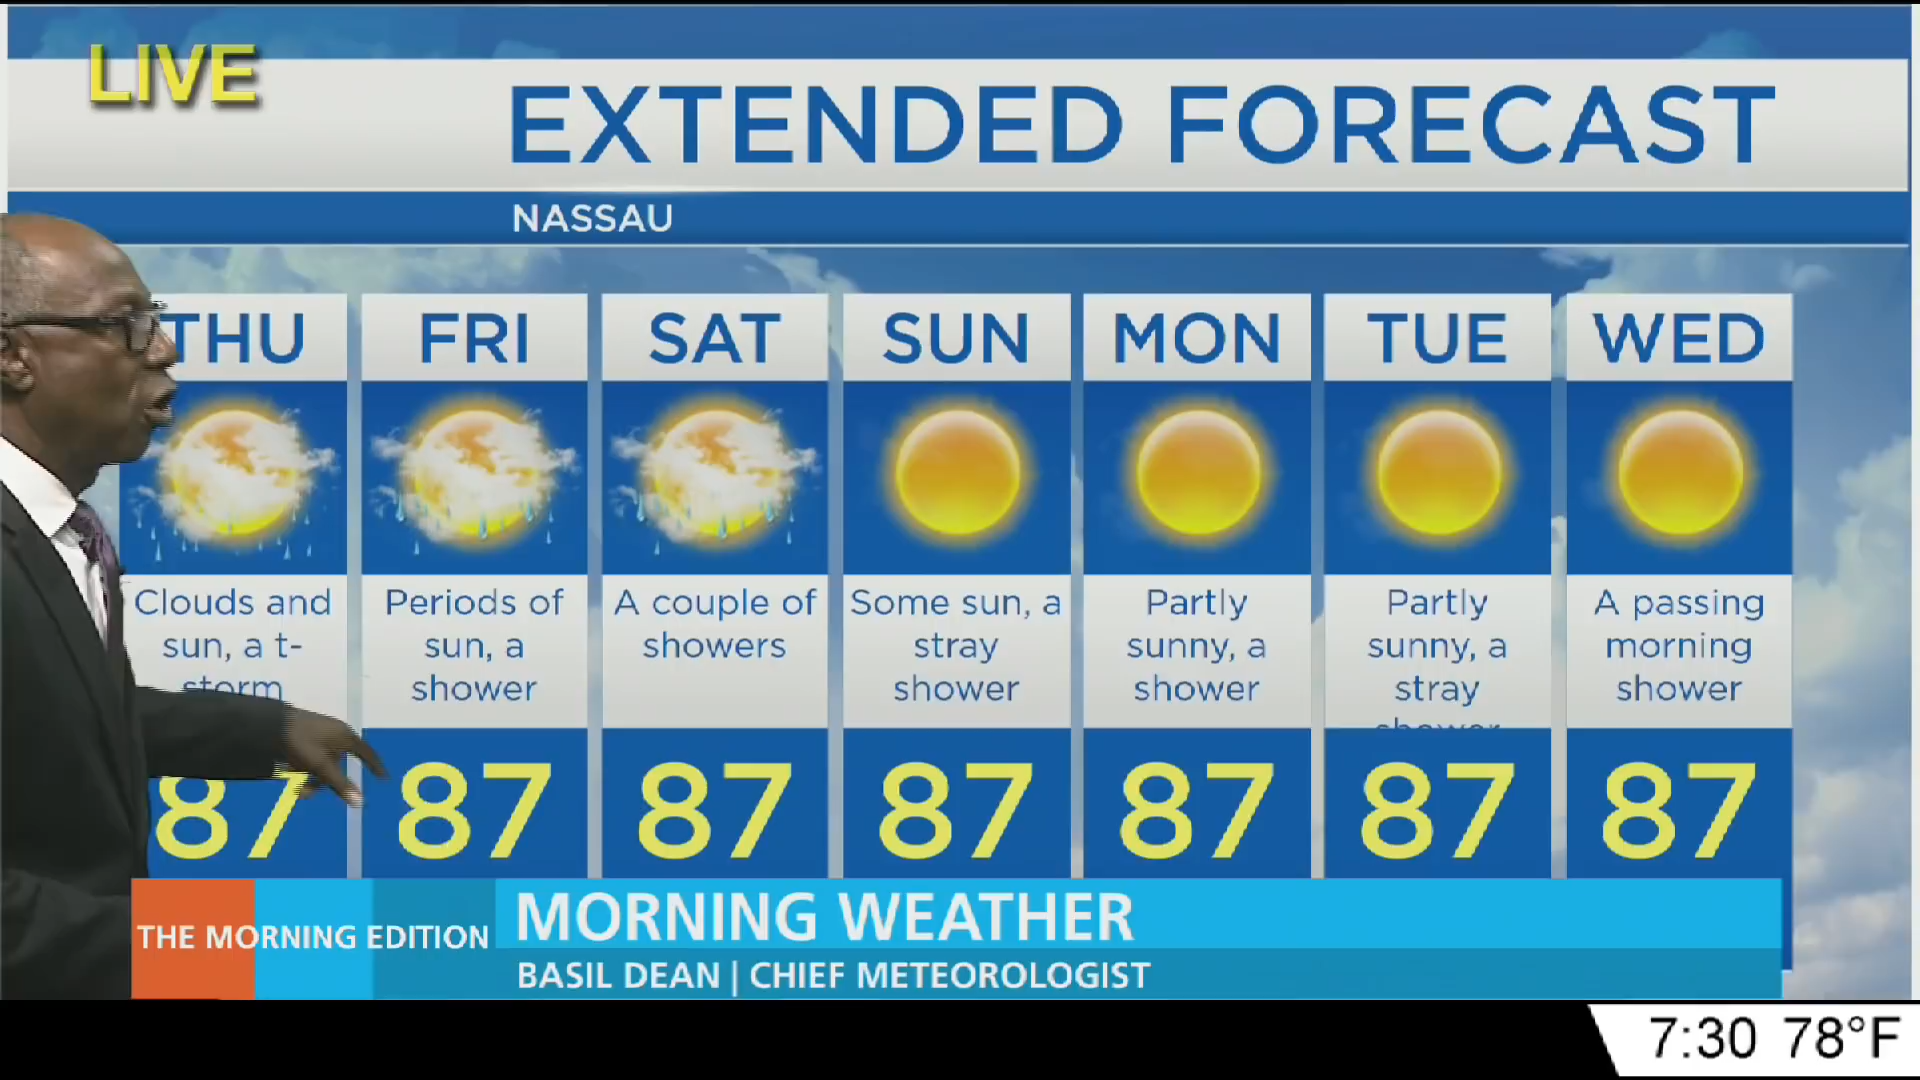 LIVE
EXTENDED FORECAST
NASSAU
THU
FRI
SAT
SUN
MON
TUE
WED
Clouds and
sun, a t-
storm
Periods of
sun, a
shower
A couple of
showers
Some sun, a
stray
shower
Partly
sunny, a
shower
Partly
sunny, a
stray
shower
A passing
morning
shower
87
87
87
87
87
87
87
THE MORNING EDITION
MORNING WEATHER
BASIL DEAN | CHIEF METEOROLOGIST
7:30 78°F